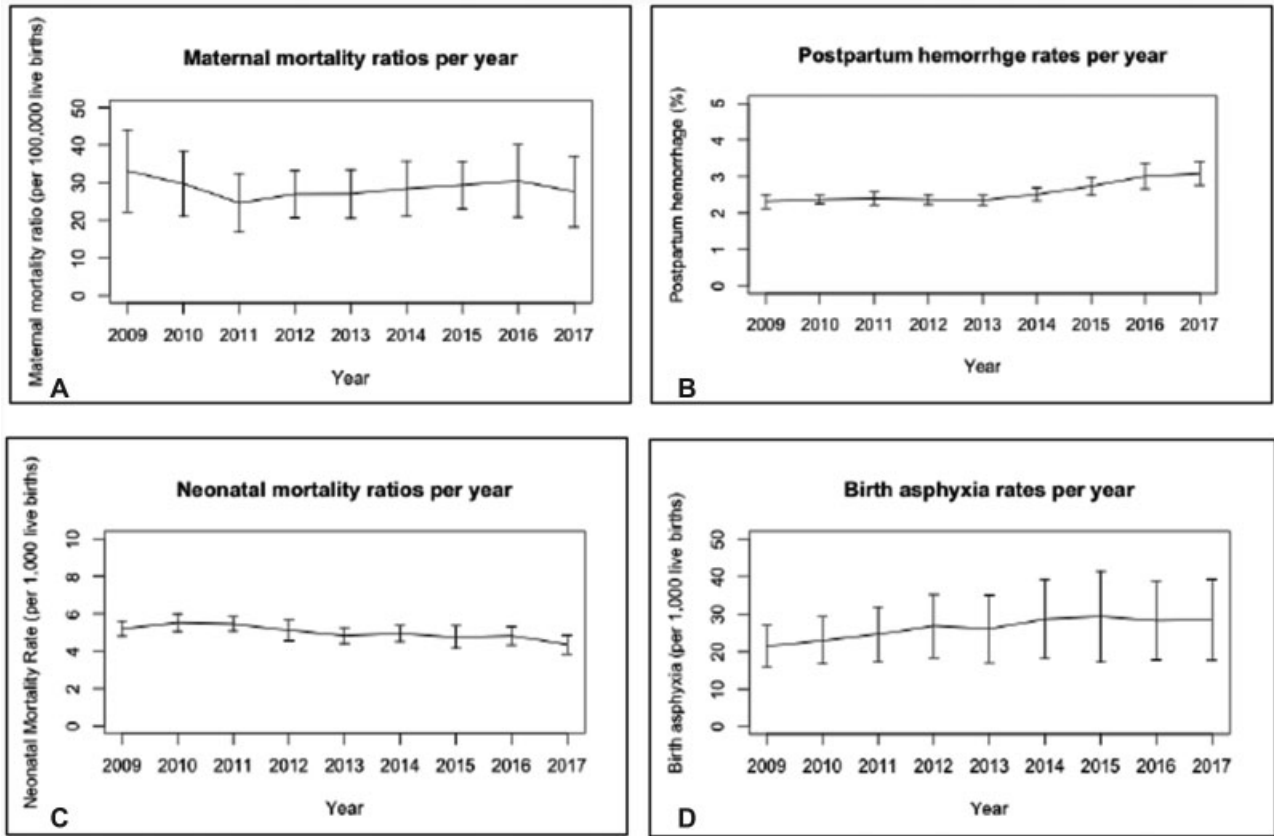 Maternal mortality ratios per year
Maternal mortality ratio (per 100,000 live births)
50
40
30
20
10
0
2009 2010 2011 2012 2013 2014 2015 2016 2017
Year
A
Postpartum hemorrhge rates per year
Postpartum hemorrhage (%)
5
4
3
2
1
0
2009 2010 2011 2012 2013 2014 2015 2016 2017
Year
B
Neonatal mortality ratios per year
Neonatal Mortality Rate (per 1,000 live births)
10
8
6
4
2
0
2009 2010 2011 2012 2013 2014 2015 2016 2017
Year
C
Birth asphyxia rates per year
Birth asphyxia (per 1,000 live births)
50
40
30
20
10
0
2009 2010 2011 2012 2013 2014 2015 2016 2017
Year
D